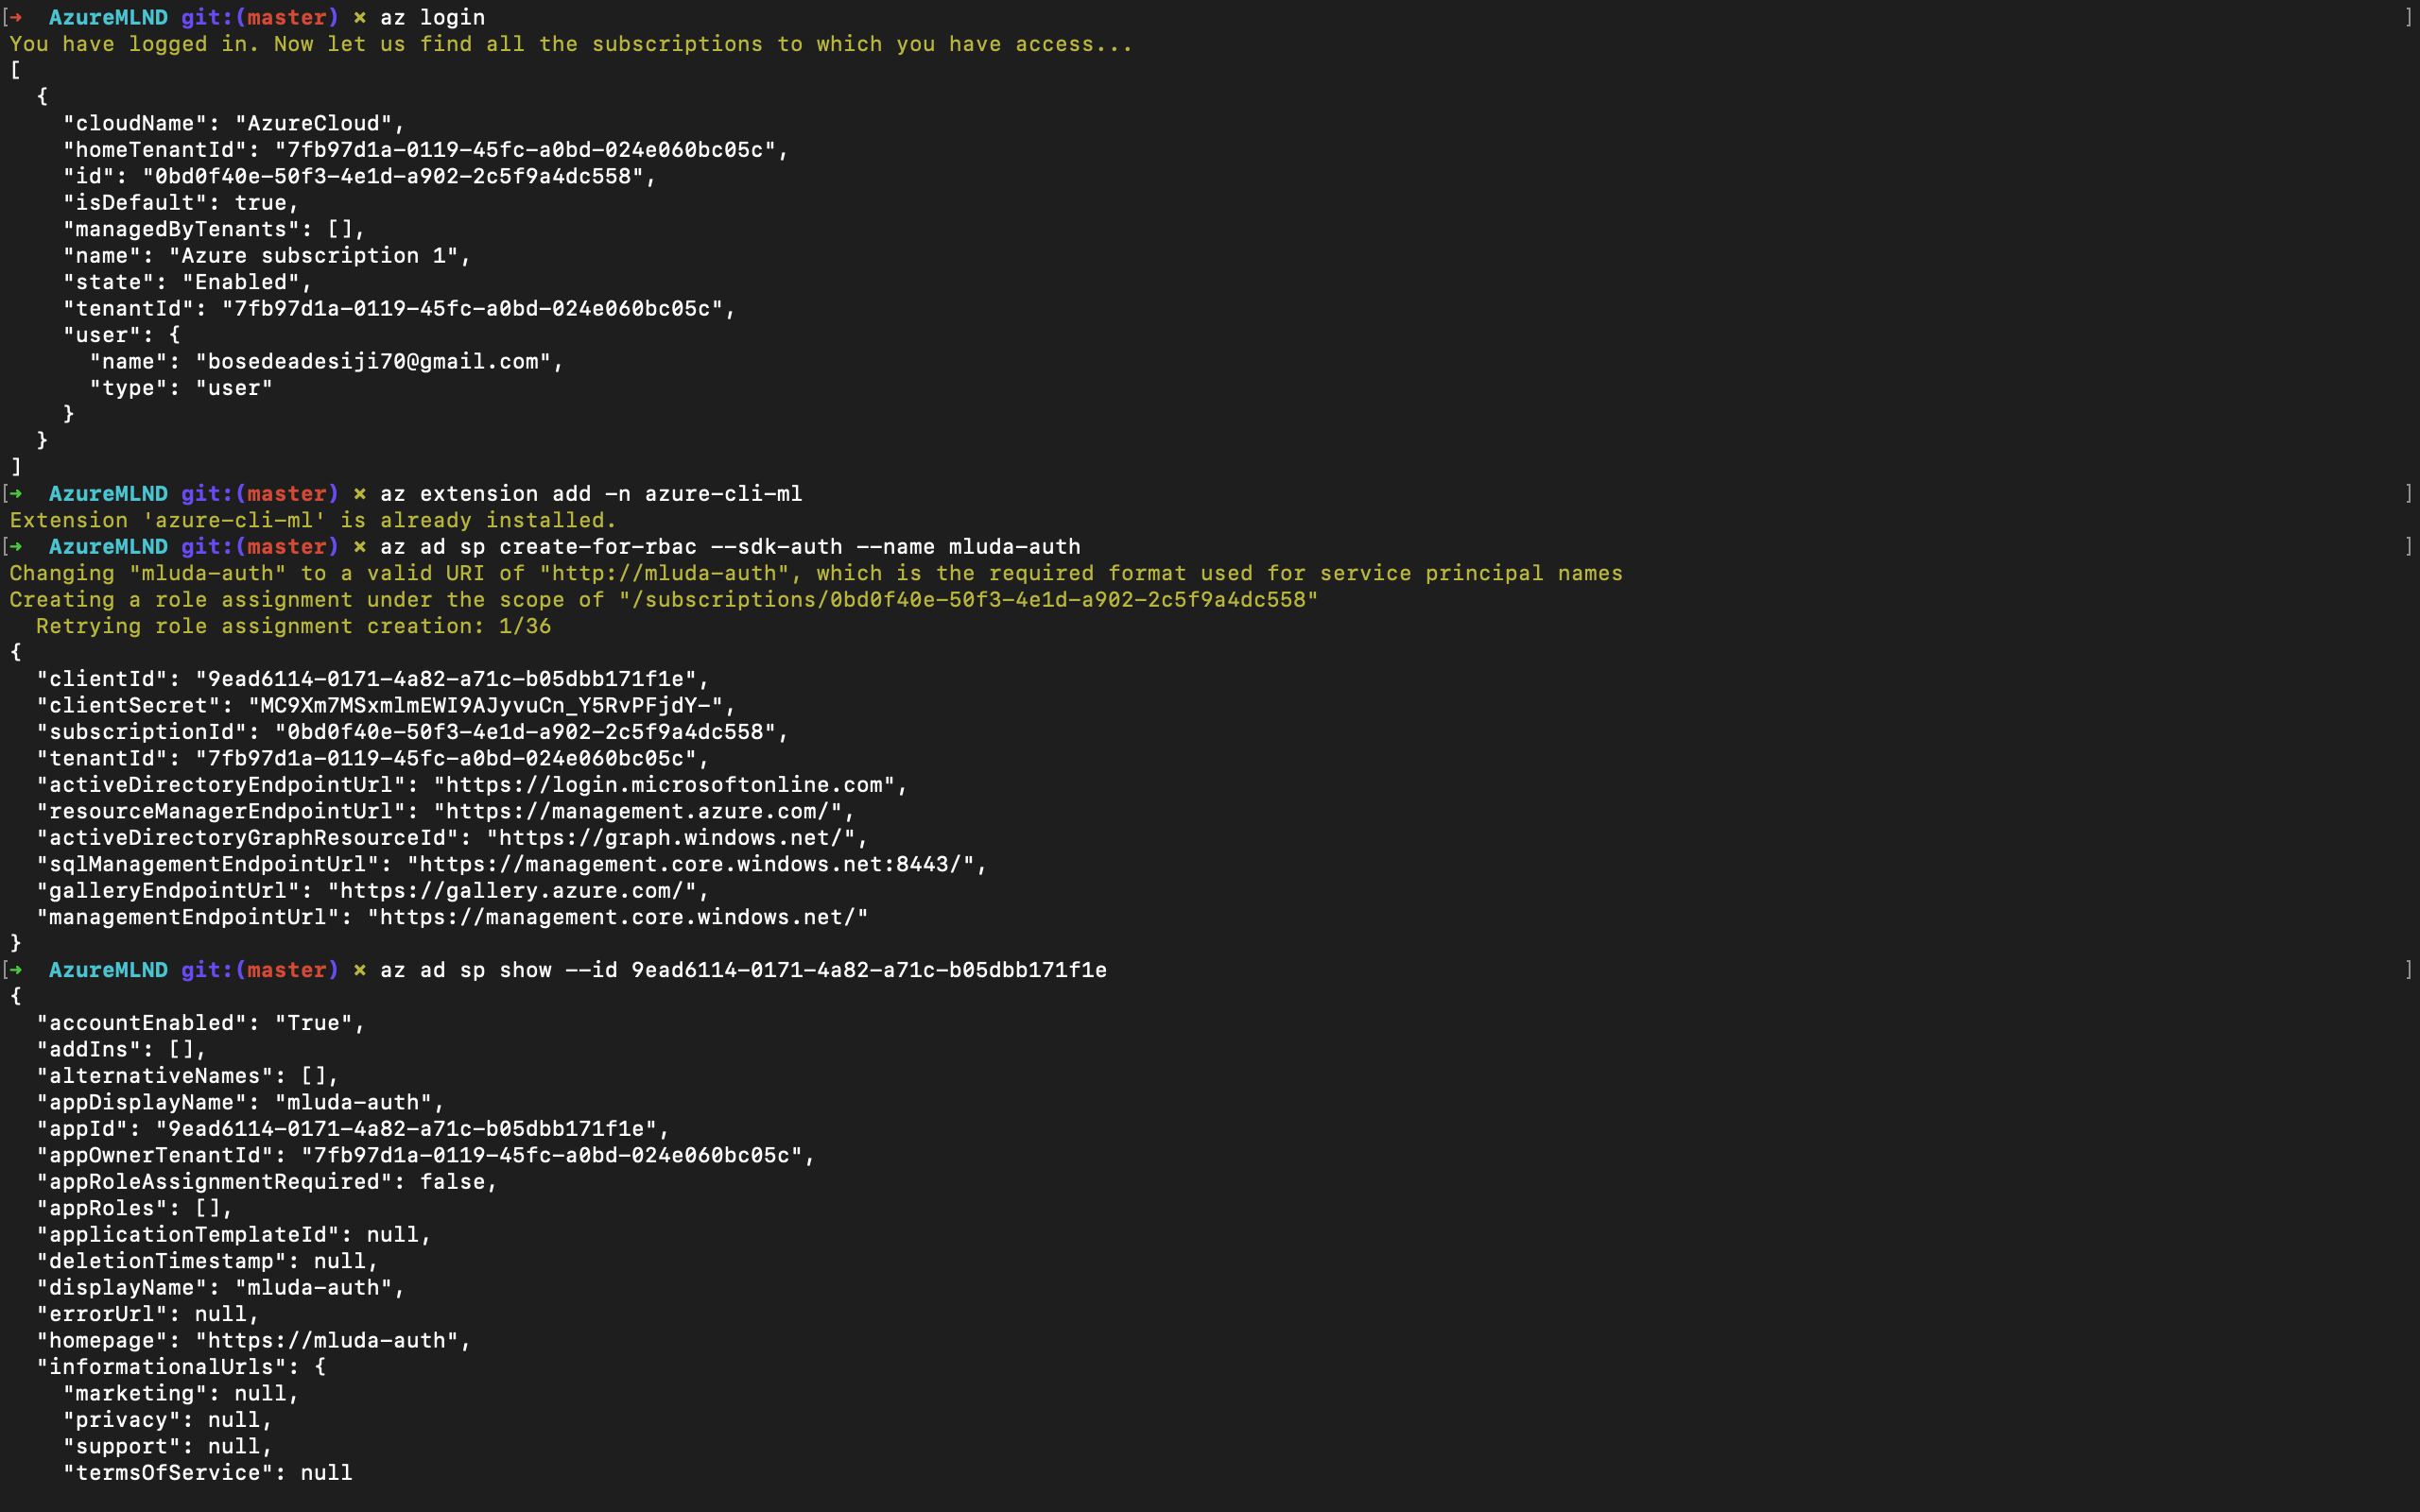 [➜  AzureMLND git:(master) ✗ az login ]
You have logged in. Now let us find all the subscriptions to which you have access...
[
  {
    "cloudName": "AzureCloud",
    "homeTenantId": "7fb97d1a-0119-45fc-a0bd-024e060bc05c",
    "id": "0bd0f40e-50f3-4e1d-a902-2c5f9a4dc558",
    "isDefault": true,
    "managedByTenants": [],
    "name": "Azure subscription 1",
    "state": "Enabled",
    "tenantId": "7fb97d1a-0119-45fc-a0bd-024e060bc05c",
    "user": {
      "name": "bosedeadesiji70@gmail.com",
      "type": "user"
    }
  }
]
[➜  AzureMLND git:(master) ✗ az extension add -n azure-cli-ml ]
Extension 'azure-cli-ml' is already installed.
[➜  AzureMLND git:(master) ✗ az ad sp create-for-rbac --sdk-auth --name mluda-auth ]
Changing "mluda-auth" to a valid URI of "http://mluda-auth", which is the required format used for service principal names
Creating a role assignment under the scope of "/subscriptions/0bd0f40e-50f3-4e1d-a902-2c5f9a4dc558"
  Retrying role assignment creation: 1/36
{
  "clientId": "9ead6114-0171-4a82-a71c-b05dbb171f1e",
  "clientSecret": "MC9Xm7MSxmlmEWI9AJyvuCn_Y5RvPFjdY-",
  "subscriptionId": "0bd0f40e-50f3-4e1d-a902-2c5f9a4dc558",
  "tenantId": "7fb97d1a-0119-45fc-a0bd-024e060bc05c",
  "activeDirectoryEndpointUrl": "https://login.microsoftonline.com",
  "resourceManagerEndpointUrl": "https://management.azure.com/",
  "activeDirectoryGraphResourceId": "https://graph.windows.net/",
  "sqlManagementEndpointUrl": "https://management.core.windows.net:8443/",
  "galleryEndpointUrl": "https://gallery.azure.com/",
  "managementEndpointUrl": "https://management.core.windows.net/"
}
[➜  AzureMLND git:(master) ✗ az ad sp show --id 9ead6114-0171-4a82-a71c-b05dbb171f1e ]
{
  "accountEnabled": "True",
  "addIns": [],
  "alternativeNames": [],
  "appDisplayName": "mluda-auth",
  "appId": "9ead6114-0171-4a82-a71c-b05dbb171f1e",
  "appOwnerTenantId": "7fb97d1a-0119-45fc-a0bd-024e060bc05c",
  "appRoleAssignmentRequired": false,
  "appRoles": [],
  "applicationTemplateId": null,
  "deletionTimestamp": null,
  "displayName": "mluda-auth",
  "errorUrl": null,
  "homepage": "https://mluda-auth",
  "informationalUrls": {
    "marketing": null,
    "privacy": null,
    "support": null,
    "termsOfService": null